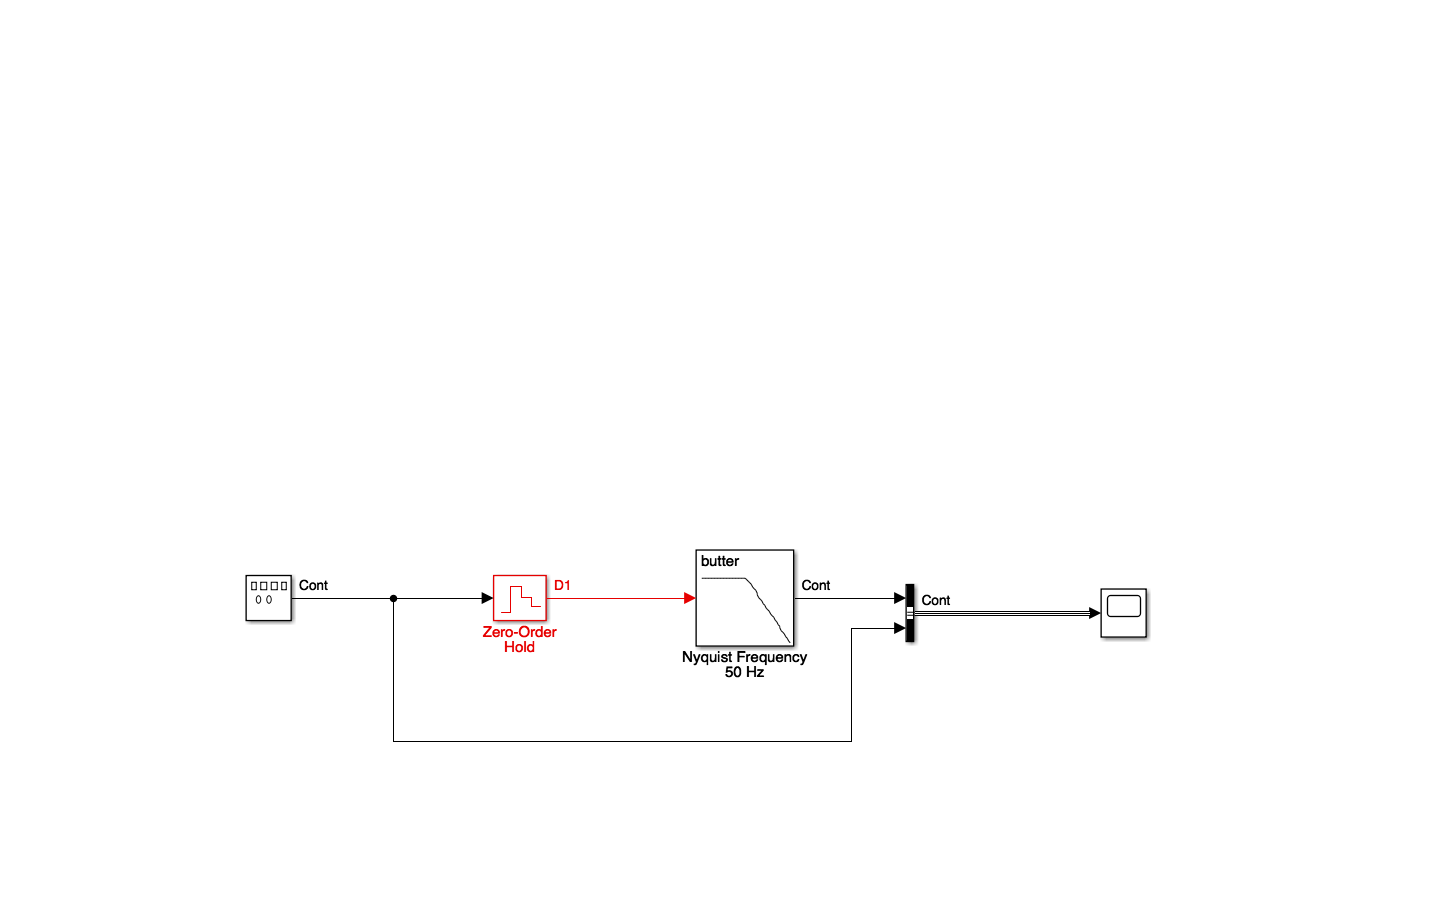 butter
Cont
D1
Cont
Cont
Zero-Order
Hold
Nyquist Frequency
50 Hz